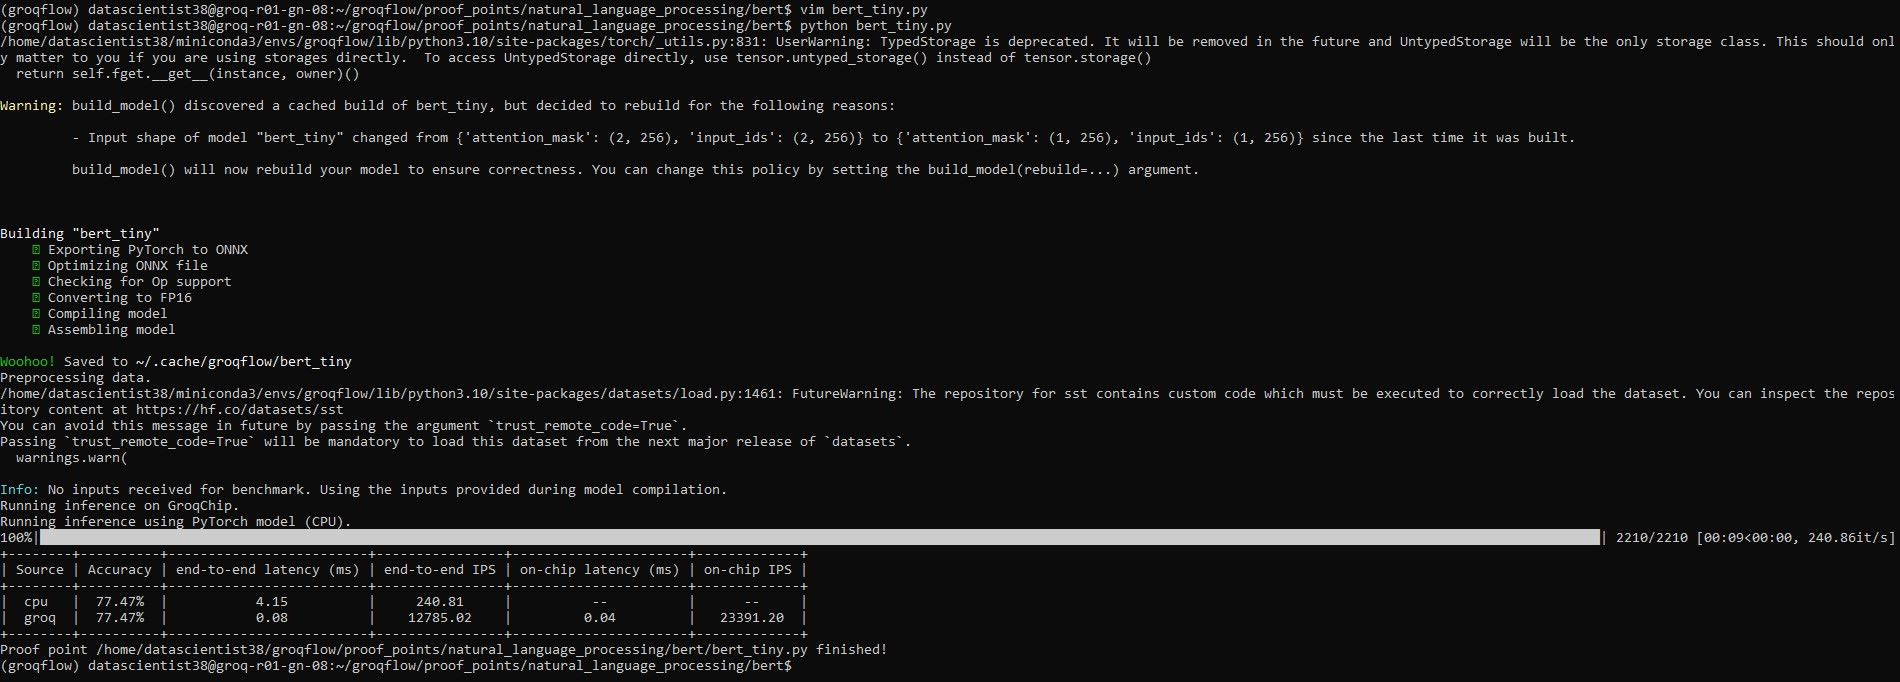 (groqflow) datascientist38@groq-r01-gn-08:~/groqflow/proof_points/natural_language_processing/bert$ vim bert_tiny.py
(groqflow) datascientist38@groq-r01-gn-08:~/groqflow/proof_points/natural_language_processing/bert$ python bert_tiny.py
/home/datascientist38/miniconda3/envs/groqflow/lib/python3.10/site-packages/torch/_utils.py:831: UserWarning: TypedStorage is deprecated. It will be removed in the future and UntypedStorage will be the only storage class. This should onl
y matter to you if you are using storages directly.  To access UntypedStorage directly, use tensor.untyped_storage() instead of tensor.storage()
  return self.fget.__get__(instance, owner)()
Warning: build_model() discovered a cached build of bert_tiny, but decided to rebuild for the following reasons:
- Input shape of model "bert_tiny" changed from {'attention_mask': (2, 256), 'input_ids': (2, 256)} to {'attention_mask': (1, 256), 'input_ids': (1, 256)} since the last time it was built.
build_model() will now rebuild your model to ensure correctness. You can change this policy by setting the build_model(rebuild=...) argument.
Building "bert_tiny"
Exporting PyTorch to ONNX
Optimizing ONNX file
Checking for Op support
Converting to FP16
Compiling model
Assembling model
Woohoo! Saved to ~/.cache/groqflow/bert_tiny
Preprocessing data.
/home/datascientist38/miniconda3/envs/groqflow/lib/python3.10/site-packages/datasets/load.py:1461: FutureWarning: The repository for sst contains custom code which must be executed to correctly load the dataset. You can inspect the repos
itory content at https://hf.co/datasets/sst
You can avoid this message in future by passing the argument `trust_remote_code=True`.
Passing `trust_remote_code=True` will be mandatory to load this dataset from the next major release of `datasets`.
  warnings.warn(
Info: No inputs received for benchmark. Using the inputs provided during model compilation.
Running inference on GroqChip.
Running inference using PyTorch model (CPU).
100%| | 2210/2210 [00:09<00:00, 240.86it/s]
+--------+----------+-------------------------+----------------+----------------------+-------------+
| Source | Accuracy | end-to-end latency (ms) | end-to-end IPS | on-chip latency (ms) | on-chip IPS |
+--------+----------+-------------------------+----------------+----------------------+-------------+
|  cpu   |  77.47%  |          4.15           |     240.81     |          --          |      --     |
|  groq  |  77.47%  |          0.08           |    12785.02    |         0.04         |   23391.20  |
+--------+----------+-------------------------+----------------+----------------------+-------------+
Proof point /home/datascientist38/groqflow/proof_points/natural_language_processing/bert/bert_tiny.py finished!
(groqflow) datascientist38@groq-r01-gn-08:~/groqflow/proof_points/natural_language_processing/bert$